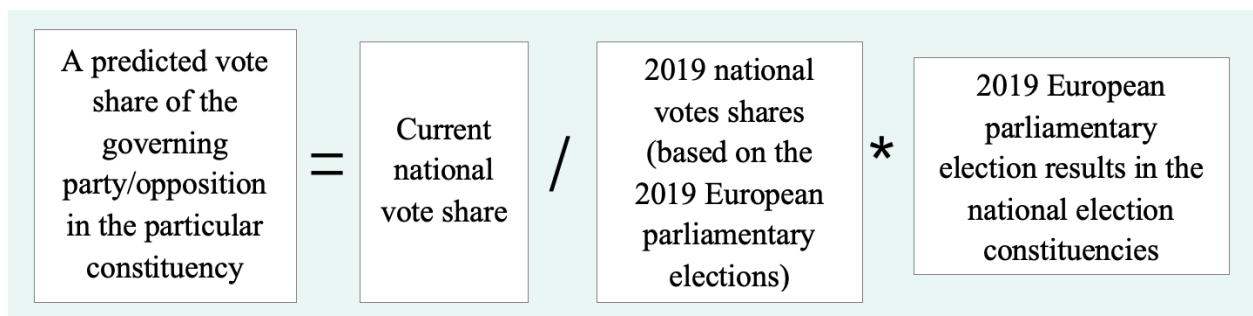 A predicted vote
share of the
governing
party/opposition
in the particular
constituency
=
Current
national
vote share
/
2019 national
votes shares
(based on the
2019 European
parliamentary
elections)
*
2019 European
parliamentary
election results in the
national election
constituencies